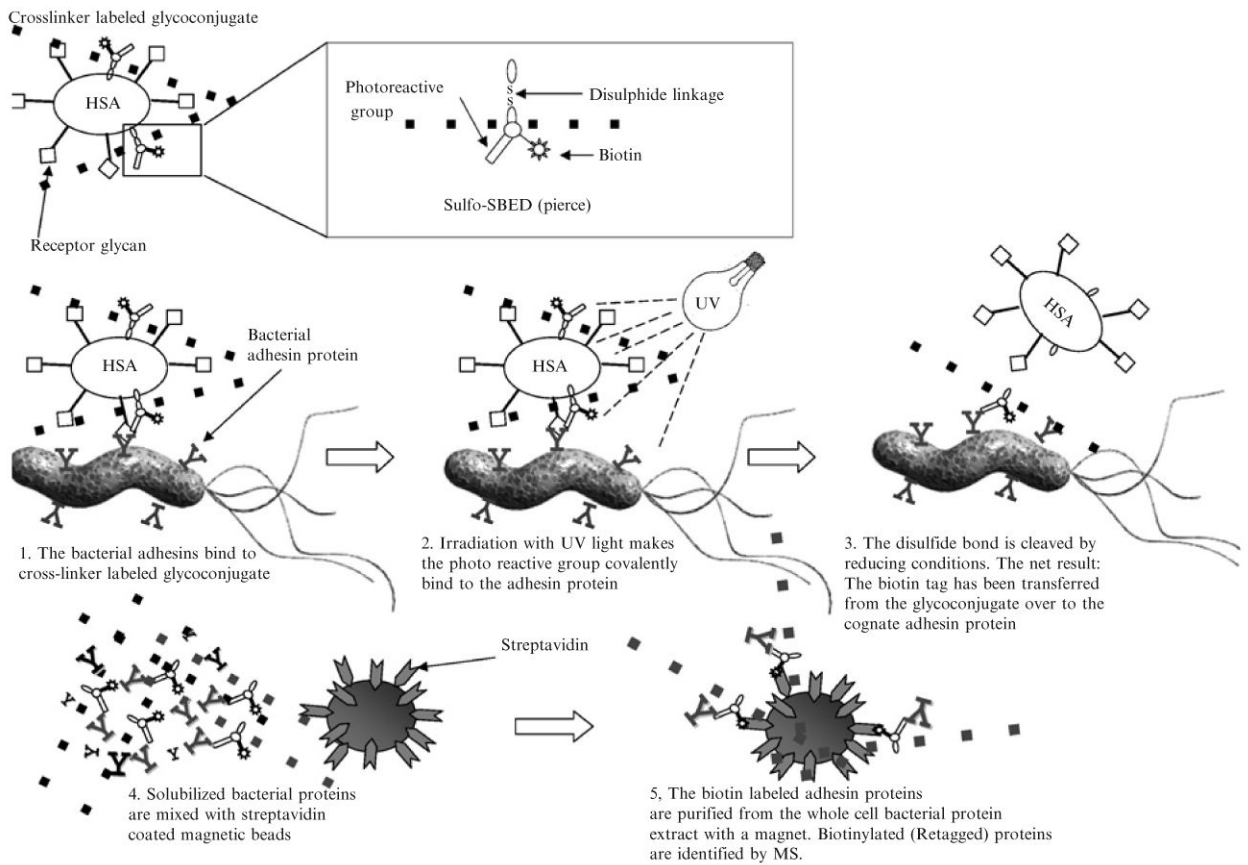 Crosslinker labeled glycoconjugate
HSA
Receptor glycan
Photoreactive
group
S
S
Disulphide linkage
Biotin
Sulfo-SBED (pierce)
HSA
Bacterial
adhesin protein
1. The bacterial adhesins bind to
cross-linker labeled glycoconjugate
HSA
UV
2. Irradiation with UV light makes
the photo reactive group covalently
bind to the adhesin protein
HSA
3. The disulfide bond is cleaved by
reducing conditions. The net result:
The biotin tag has been transferred
from the glycoconjugate over to the
cognate adhesin protein
Streptavidin
4. Solubilized bacterial proteins
are mixed with streptavidin
coated magnetic beads
5, The biotin labeled adhesin proteins
are purified from the whole cell bacterial protein
extract with a magnet. Biotinylated (Retagged) proteins
are identified by MS.